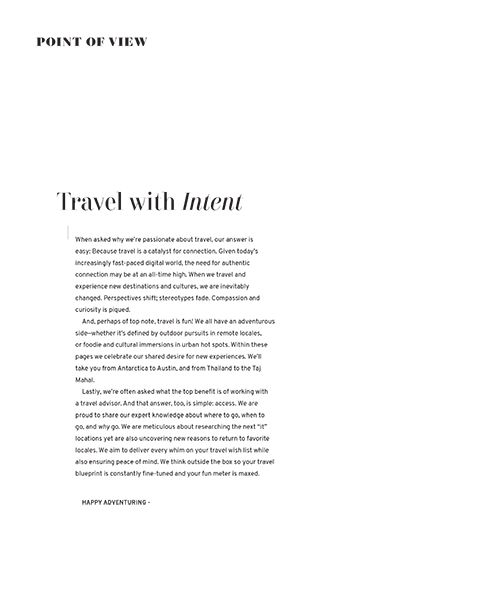 POINT OF VIEW
Travel with Intent
When asked why we're passionate about travel, our answer is
easy: Because travel is a catalyst for connection. Given today's
increasingly fast-paced digital world, the need for authentic
connection may be at an all-time high. When we travel and
experience new destinations and cultures, we are inevitably
changed. Perspectives shift; stereotypes fade. Compassion and
curiosity is piqued.
And, perhaps of top note, travel is fun! We all have an adventurous
side—whether it's defined by outdoor pursuits in remote locales,
or foodie and cultural immersions in urban hot spots. Within these
pages we celebrate our shared desire for new experiences. We'll
take you from Antarctica to Austin, and from Thailand to the Taj
Mahal.
Lastly, we're often asked what the top benefit is of working with
a travel advisor. And that answer, too, is simple: access. We are
proud to share our expert knowledge about where to go, when to
go, and why go. We are meticulous about researching the next "it"
locations yet are also uncovering new reasons to return to favorite
locales. We aim to deliver every whim on your travel wish list while
also ensuring peace of mind. We think outside the box so your travel
blueprint is constantly fine-tuned and your fun meter is maxed.
HAPPY ADVENTURING -